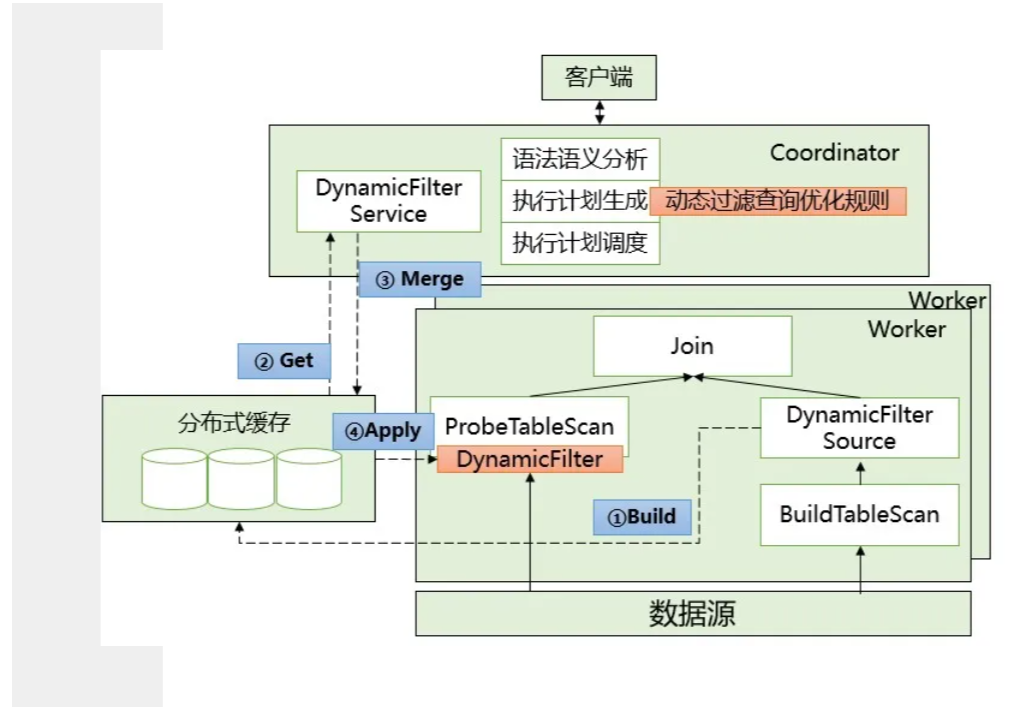 客户端
Coordinator
DynamicFilter
Service
语法语义分析
执行计划生成
动态过滤查询优化规则
执行计划调度
③ Merge
② Get
Worker
Worker
Join
分布式缓存
④Apply
ProbeTableScan
DynamicFilter
DynamicFilter
Source
①Build
BuildTableScan
数据源